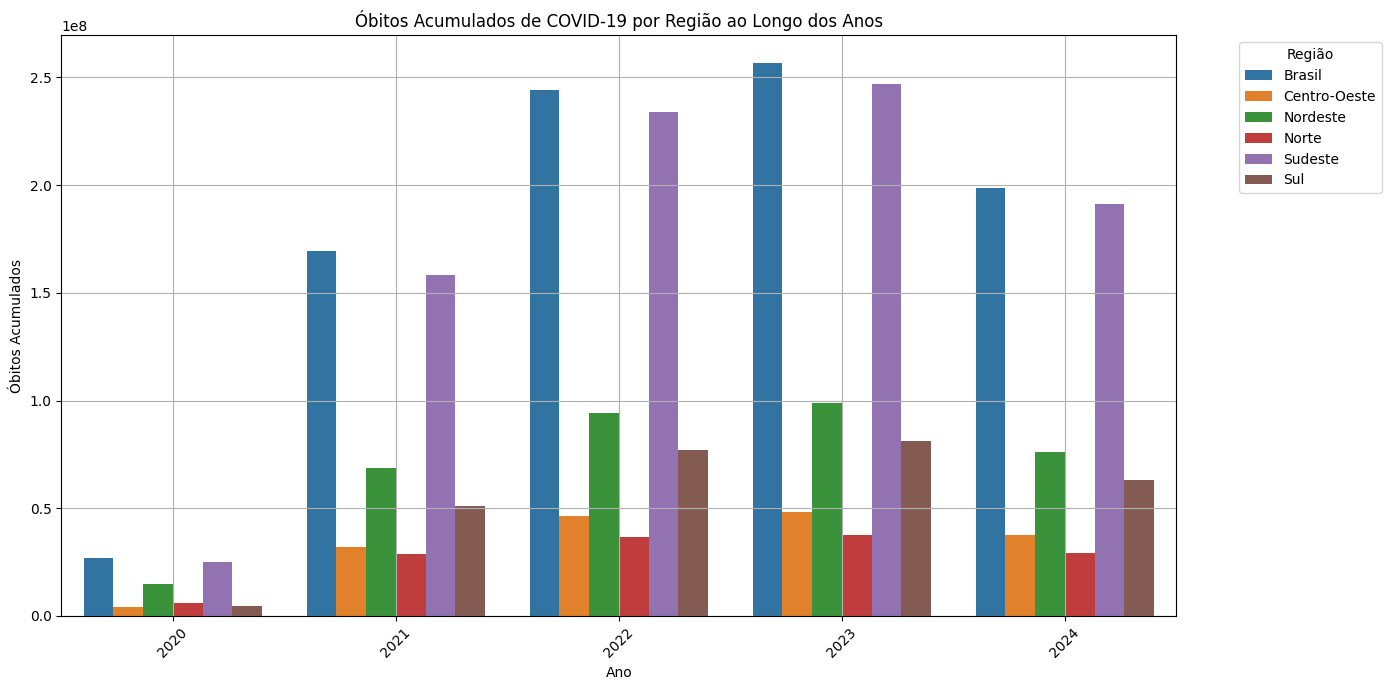 Óbitos Acumulados de COVID-19 por Região ao Longo dos Anos
1e8
2.5
2.0
1.5
1.0
0.5
0.0
Óbitos Acumulados
2020
2021
2022
2023
2024
Ano
Região
Brasil
Centro-Oeste
Nordeste
Norte
Sudeste
Sul